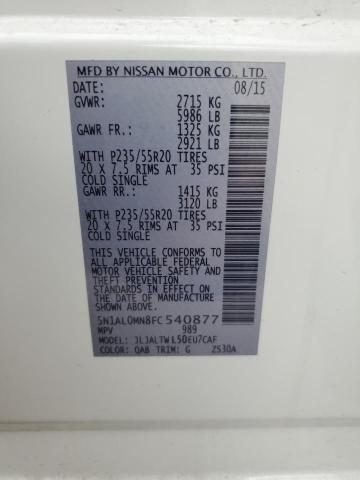 MFD BY NISSAN MOTOR CO., LTD.
DATE: 08/15
GVWR: 2715 KG
5986 LB
GAWR FR.: 1325 KG
2921 LB
WITH P235/55R20 TIRES
20 X 7.5 RIMS AT 35 PSI
COLD SINGLE
GAWR RR.: 1415 KG
3120 LB
WITH P235/55R20 TIRES
20 X 7.5 RIMS AT 35 PSI
COLD SINGLE
THIS VEHICLE CONFORMS TO
ALL APPLICABLE FEDERAL
MOTOR VEHICLE SAFETY
STANDARDS IN EFFECT ON THE
DATE OF MANUFACTURE
SHOWN ABOVE.
5N1AL0MN8FC540877
MPV 989
MODEL: JLJALTWL50EU7CAF
COLOR: QAB TRIM: G ZS30A